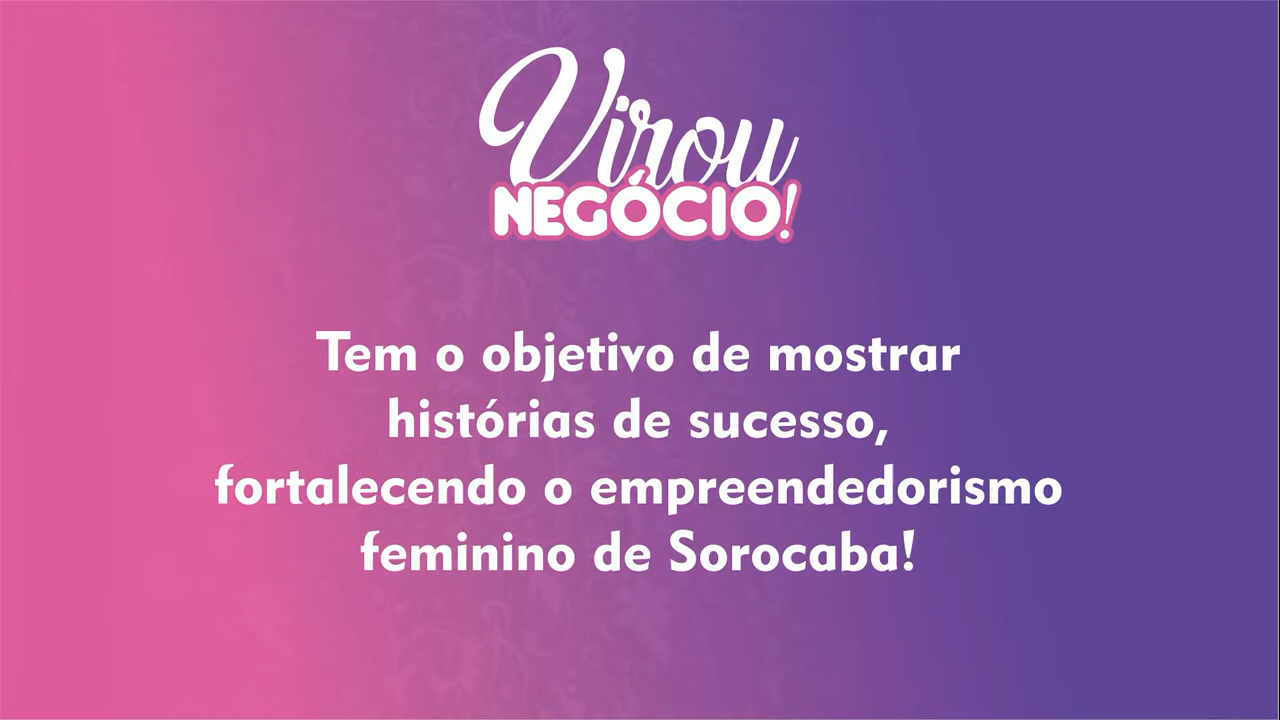 Virou
NEGÓCIO!
Tem o objetivo de mostrar
histórias de sucesso,
fortalecendo o empreendedorismo
feminino de Sorocaba!